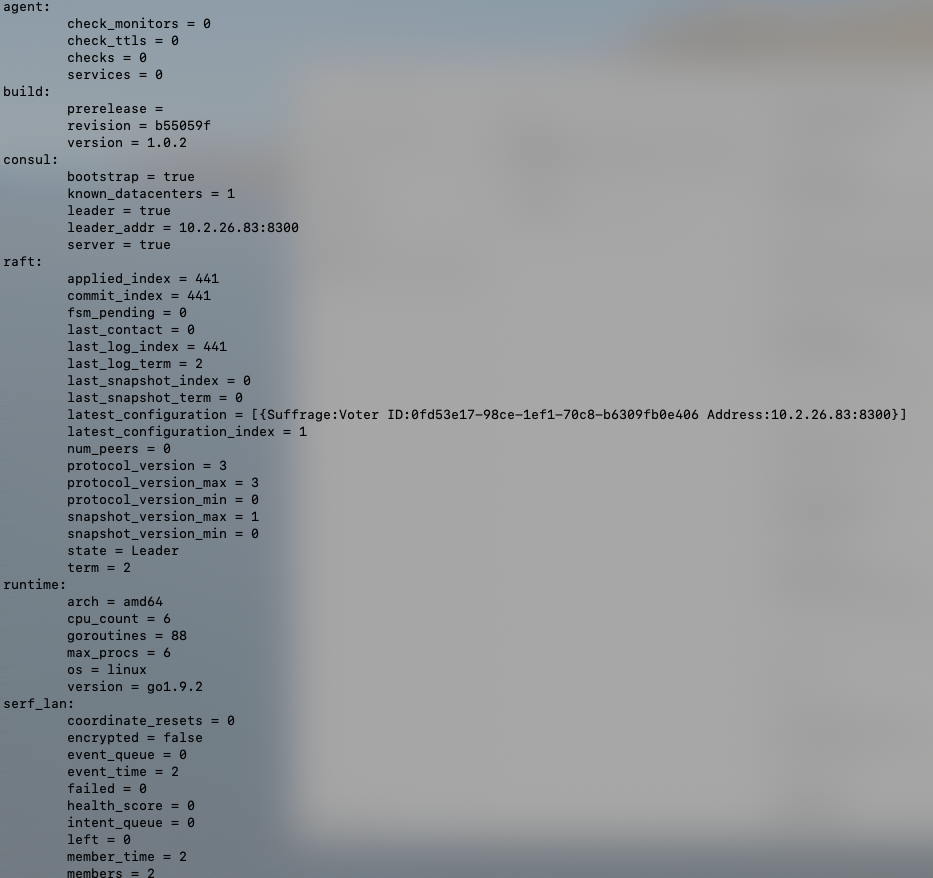 agent:
check_monitors = 0
check_ttls = 0
checks = 0
services = 0
build:
prerelease =
revision = b55059f
version = 1.0.2
consul:
bootstrap = true
known_datacenters = 1
leader = true
leader_addr = 10.2.26.83:8300
server = true
raft:
applied_index = 441
commit_index = 441
fsm_pending = 0
last_contact = 0
last_log_index = 441
last_log_term = 2
last_snapshot_index = 0
last_snapshot_term = 0
latest_configuration = [{Suffrage:Voter ID:0fd53e17-98ce-1ef1-70c8-b6309fb0e406 Address:10.2.26.83:8300}]
latest_configuration_index = 1
num_peers = 0
protocol_version = 3
protocol_version_max = 3
protocol_version_min = 0
snapshot_version_max = 1
snapshot_version_min = 0
state = Leader
term = 2
runtime:
arch = amd64
cpu_count = 6
goroutines = 88
max_procs = 6
os = linux
version = go1.9.2
serf_lan:
coordinate_resets = 0
encrypted = false
event_queue = 0
event_time = 2
failed = 0
health_score = 0
intent_queue = 0
left = 0
member_time = 2
members = 2